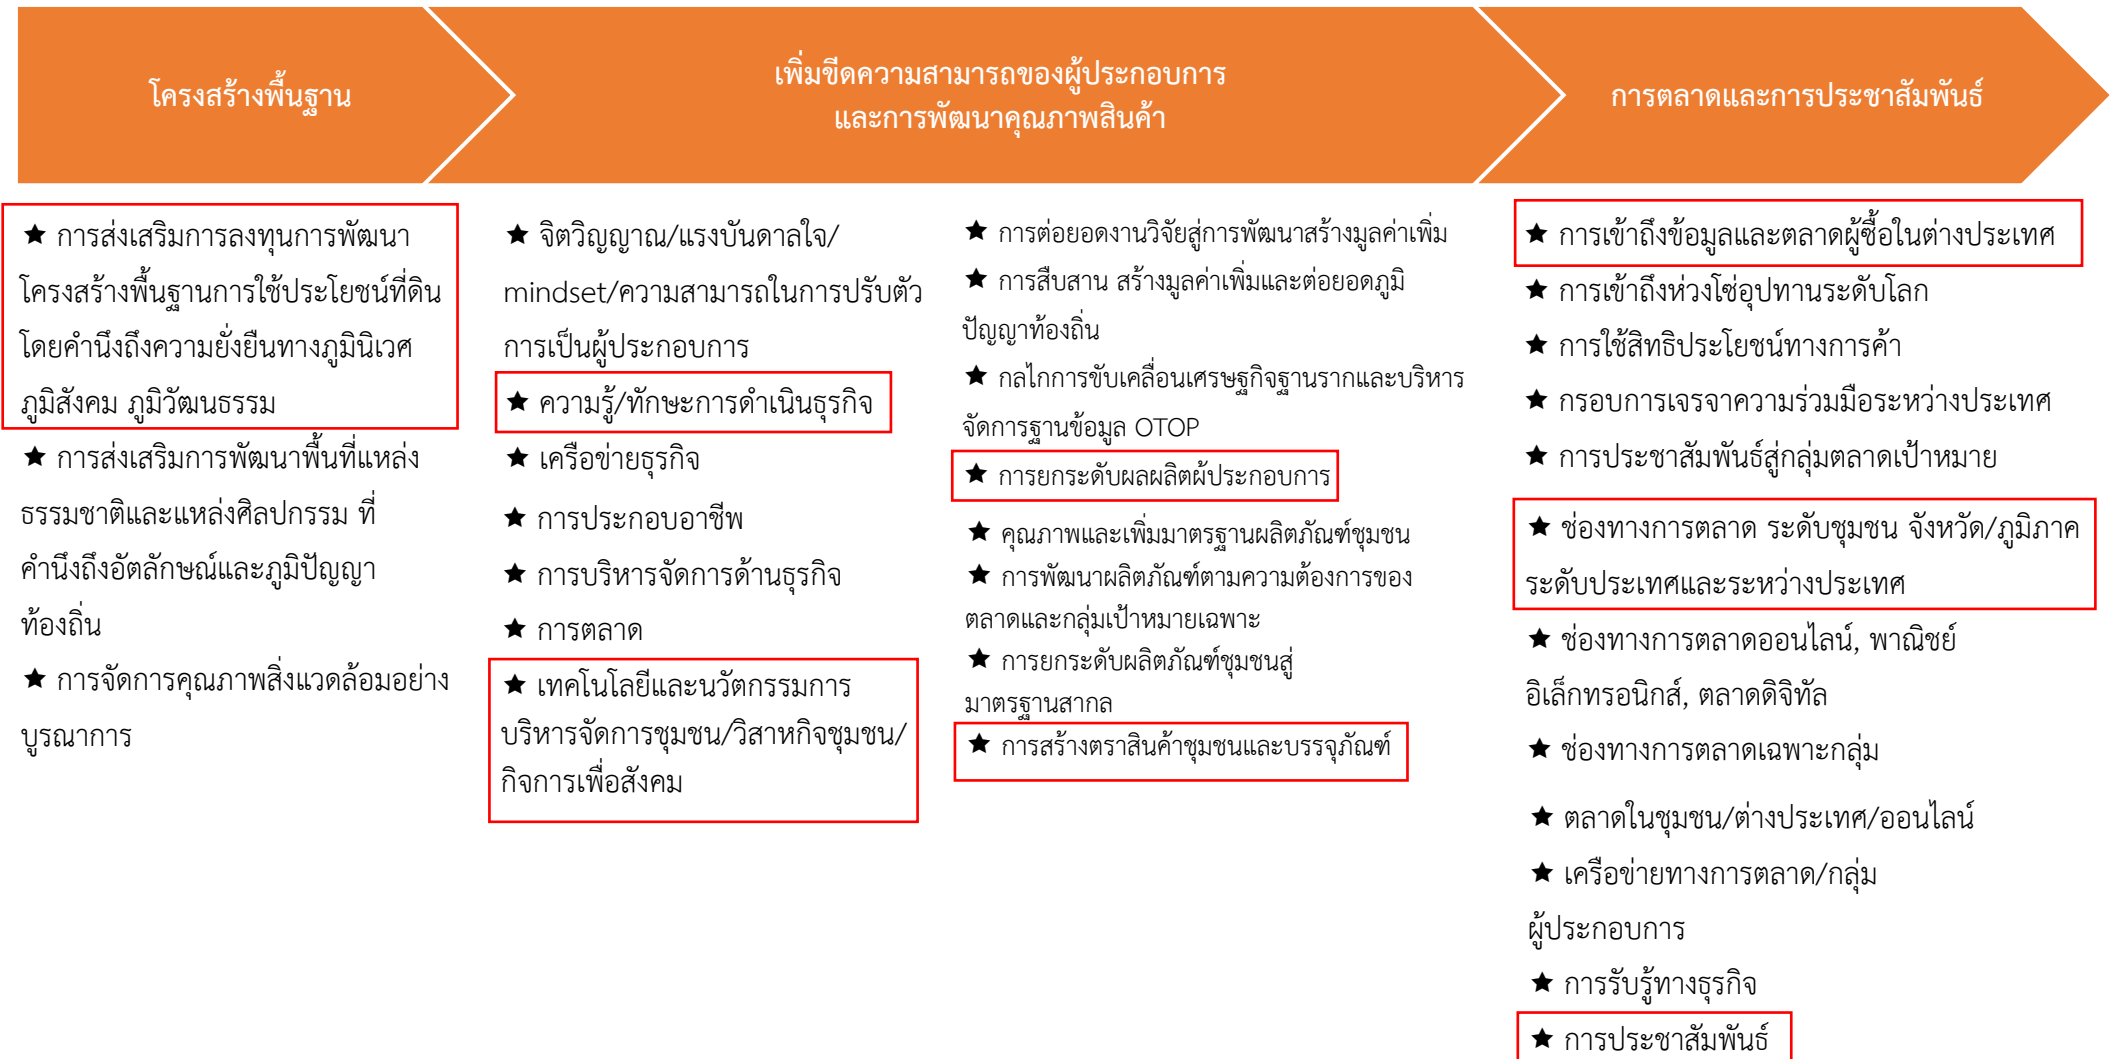 โครงสร้างพื้นฐาน
เพิ่มขีดความสามารถของผู้ประกอบการ
และการพัฒนาคุณภาพสินค้า
การตลาดและการประชาสัมพันธ์
★ การส่งเสริมการลงทุนการพัฒนา
โครงสร้างพื้นฐานการใช้ประโยชน์ที่ดิน
โดยคำนึงถึงความยั่งยืนทางภูมินิเวศ
ภูมิสังคม ภูมิวัฒนธรรม
★ การส่งเสริมการพัฒนาพื้นที่แหล่ง
ธรรมชาติและแหล่งศิลปกรรม ที่
คำนึงถึงอัตลักษณ์และภูมิปัญญา
ท้องถิ่น
★ การจัดการคุณภาพสิ่งแวดล้อมอย่าง
บูรณาการ
★ จิตวิญญาณ/แรงบันดาลใจ/
mindset/ความสามารถในการปรับตัว
การเป็นผู้ประกอบการ
★ ความรู้/ทักษะการดำเนินธุรกิจ
★ เครือข่ายธุรกิจ
★ การประกอบอาชีพ
★ การบริหารจัดการด้านธุรกิจ
★ การตลาด
★ เทคโนโลยีและนวัตกรรมการ
บริหารจัดการชุมชน/วิสาหกิจชุมชน/
กิจการเพื่อสังคม
★ การต่อยอดงานวิจัยสู่การพัฒนาสร้างมูลค่าเพิ่ม
★ การสืบสาน สร้างมูลค่าเพิ่มและต่อยอดภูมิ
ปัญญาท้องถิ่น
★ กลไกการขับเคลื่อนเศรษฐกิจฐานรากและบริหาร
จัดการฐานข้อมูล OTOP
★ การยกระดับผลผลิตผ้ประกอบการ
★ คุณภาพและเพิ่มมาตรฐานผลิตภัณฑ์ชุมชน
★ การพัฒนาผลิตภัณฑ์ตามความต้องการของ
ตลาดและกลุ่มเป้าหมายเฉพาะ
★ การยกระดับผลิตภัณฑ์ชุมชนสู่
มาตรฐานสากล
★ การสร้างตราสินค้าชุมชนและบรรจุภัณฑ์
★ การเข้าถึงข้อมูลและตลาดผู้ซื้อในต่างประเทศ
★ การเข้าถึงห่วงโซ่อุปทานระดับโลก
★ การใช้สิทธิประโยชน์ทางการค้า
★ กรอบการเจรจาความร่วมมือระหว่างประเทศ
★ การประชาสัมพันธ์สู่กลุ่มตลาดเป้าหมาย
★ ช่องทางการตลาด ระดับชุมชน จังหวัด/ภูมิภาค
ระดับประเทศและระหว่างประเทศ
★ ช่องทางการตลาดออนไลน์, พาณิชย์
อิเล็กทรอนิกส์, ตลาดดิจิทัล
★ ช่องทางการตลาดเฉพาะกลุ่ม
★ ตลาดในชุมชน/ต่างประเทศ/ออนไลน์
★ เครือข่ายทางการตลาด/กลุ่ม
ผู้ประกอบการ
★ การรับรู้ทางธุรกิจ
★ การประชาสัมพันธ์